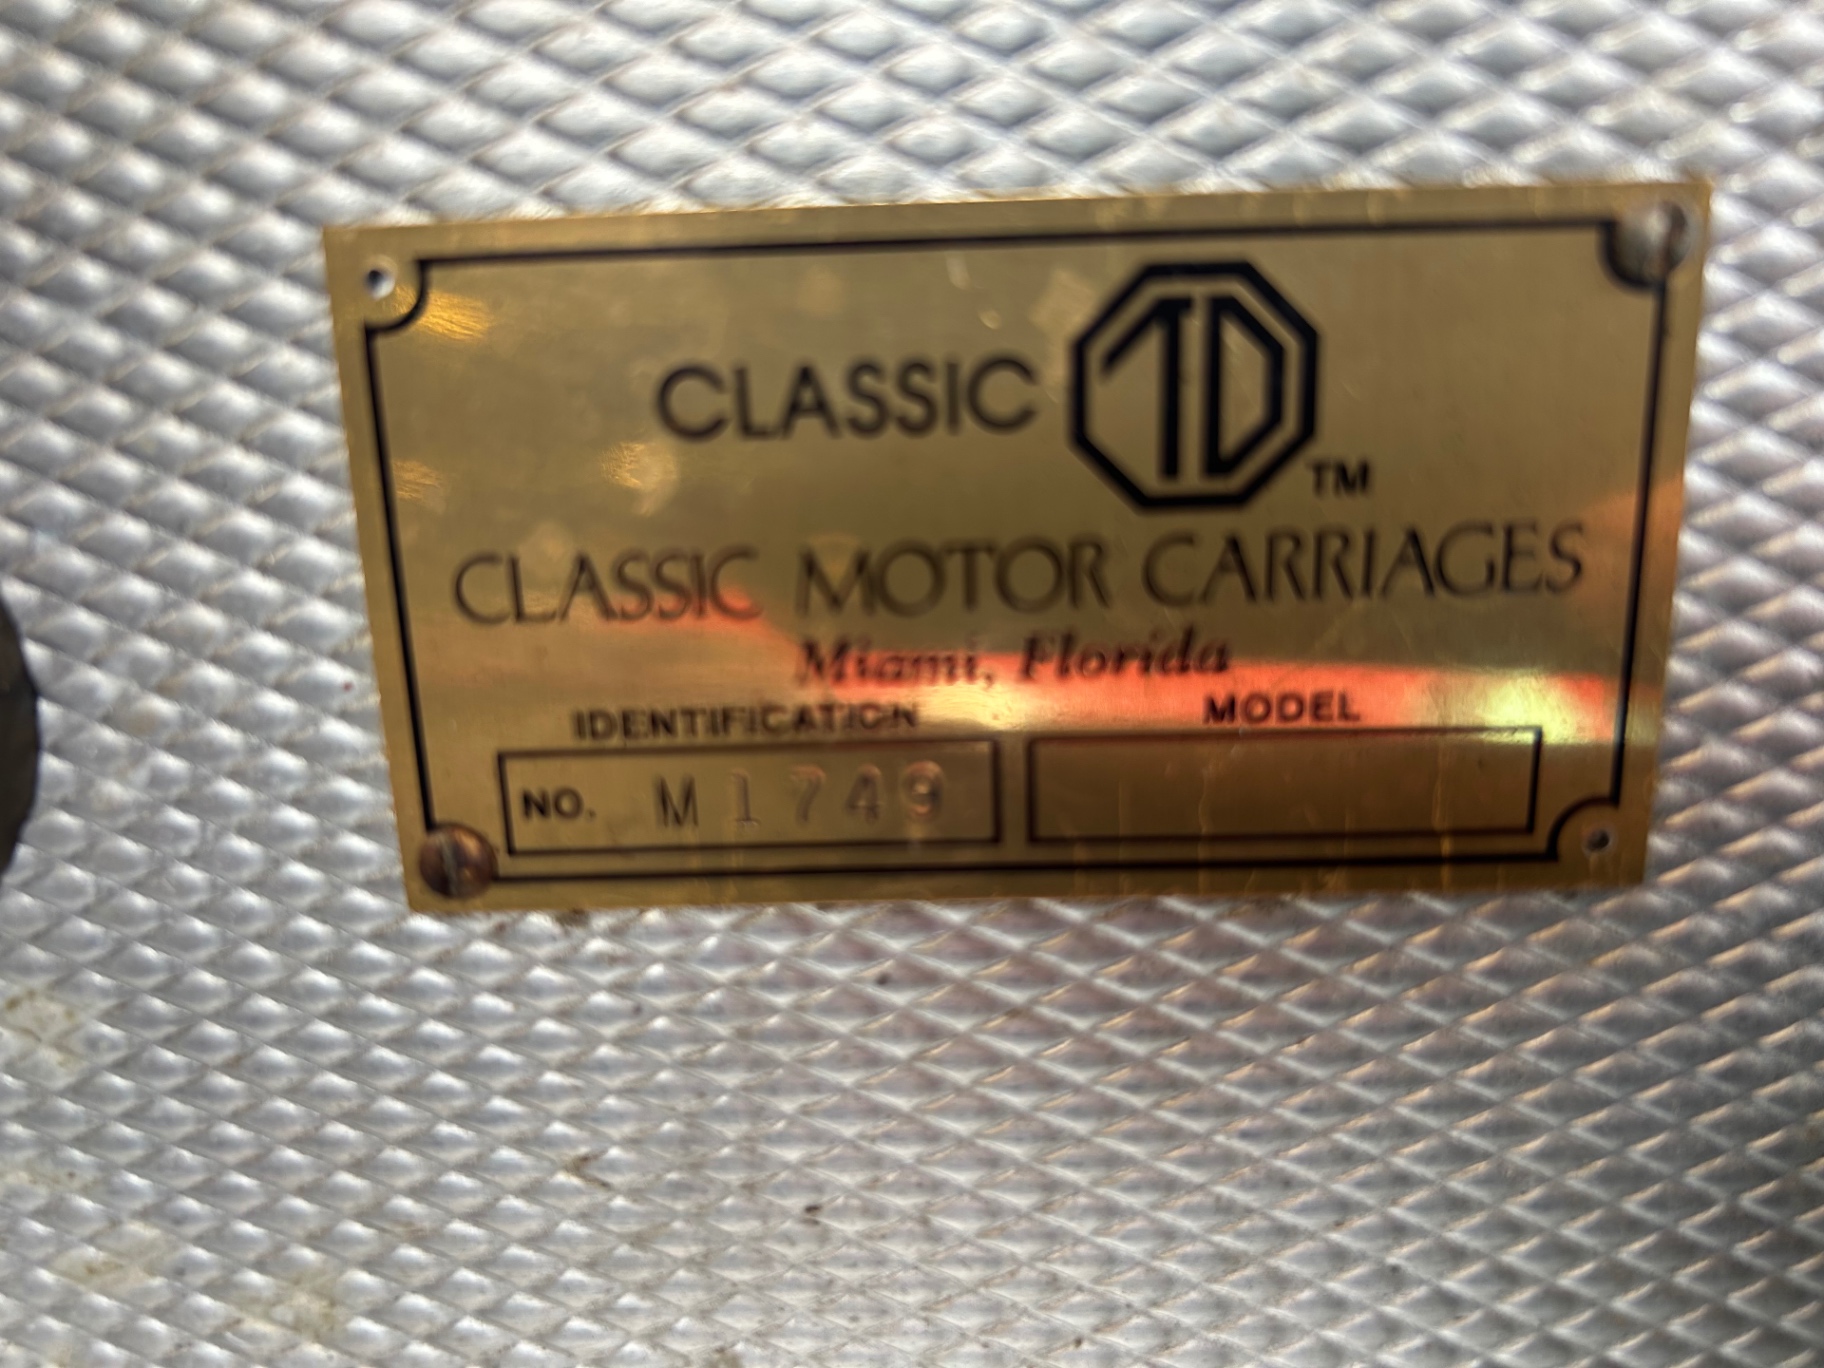 CLASSIC TD TM
CLASSIC MOTOR CARRIAGES
Miami, Florida
IDENTIFICATION MODEL
NO. M1749